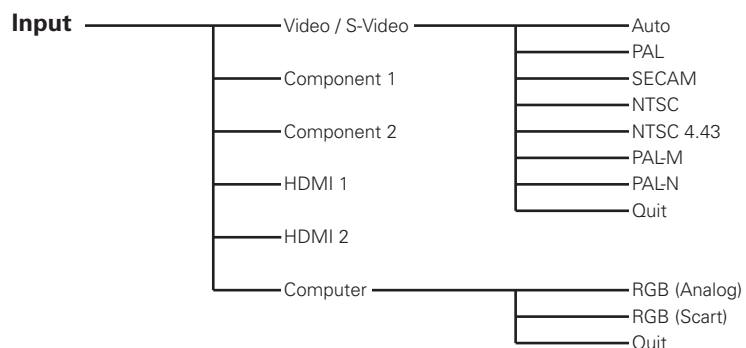 Input
Video / S-Video
Auto
PAL
SECAM
NTSC
NTSC 4.43
PAL-M
PAL-N
Quit
Component 1
Component 2
HDMI 1
HDMI 2
Computer
RGB (Analog)
RGB (Scart)
Quit